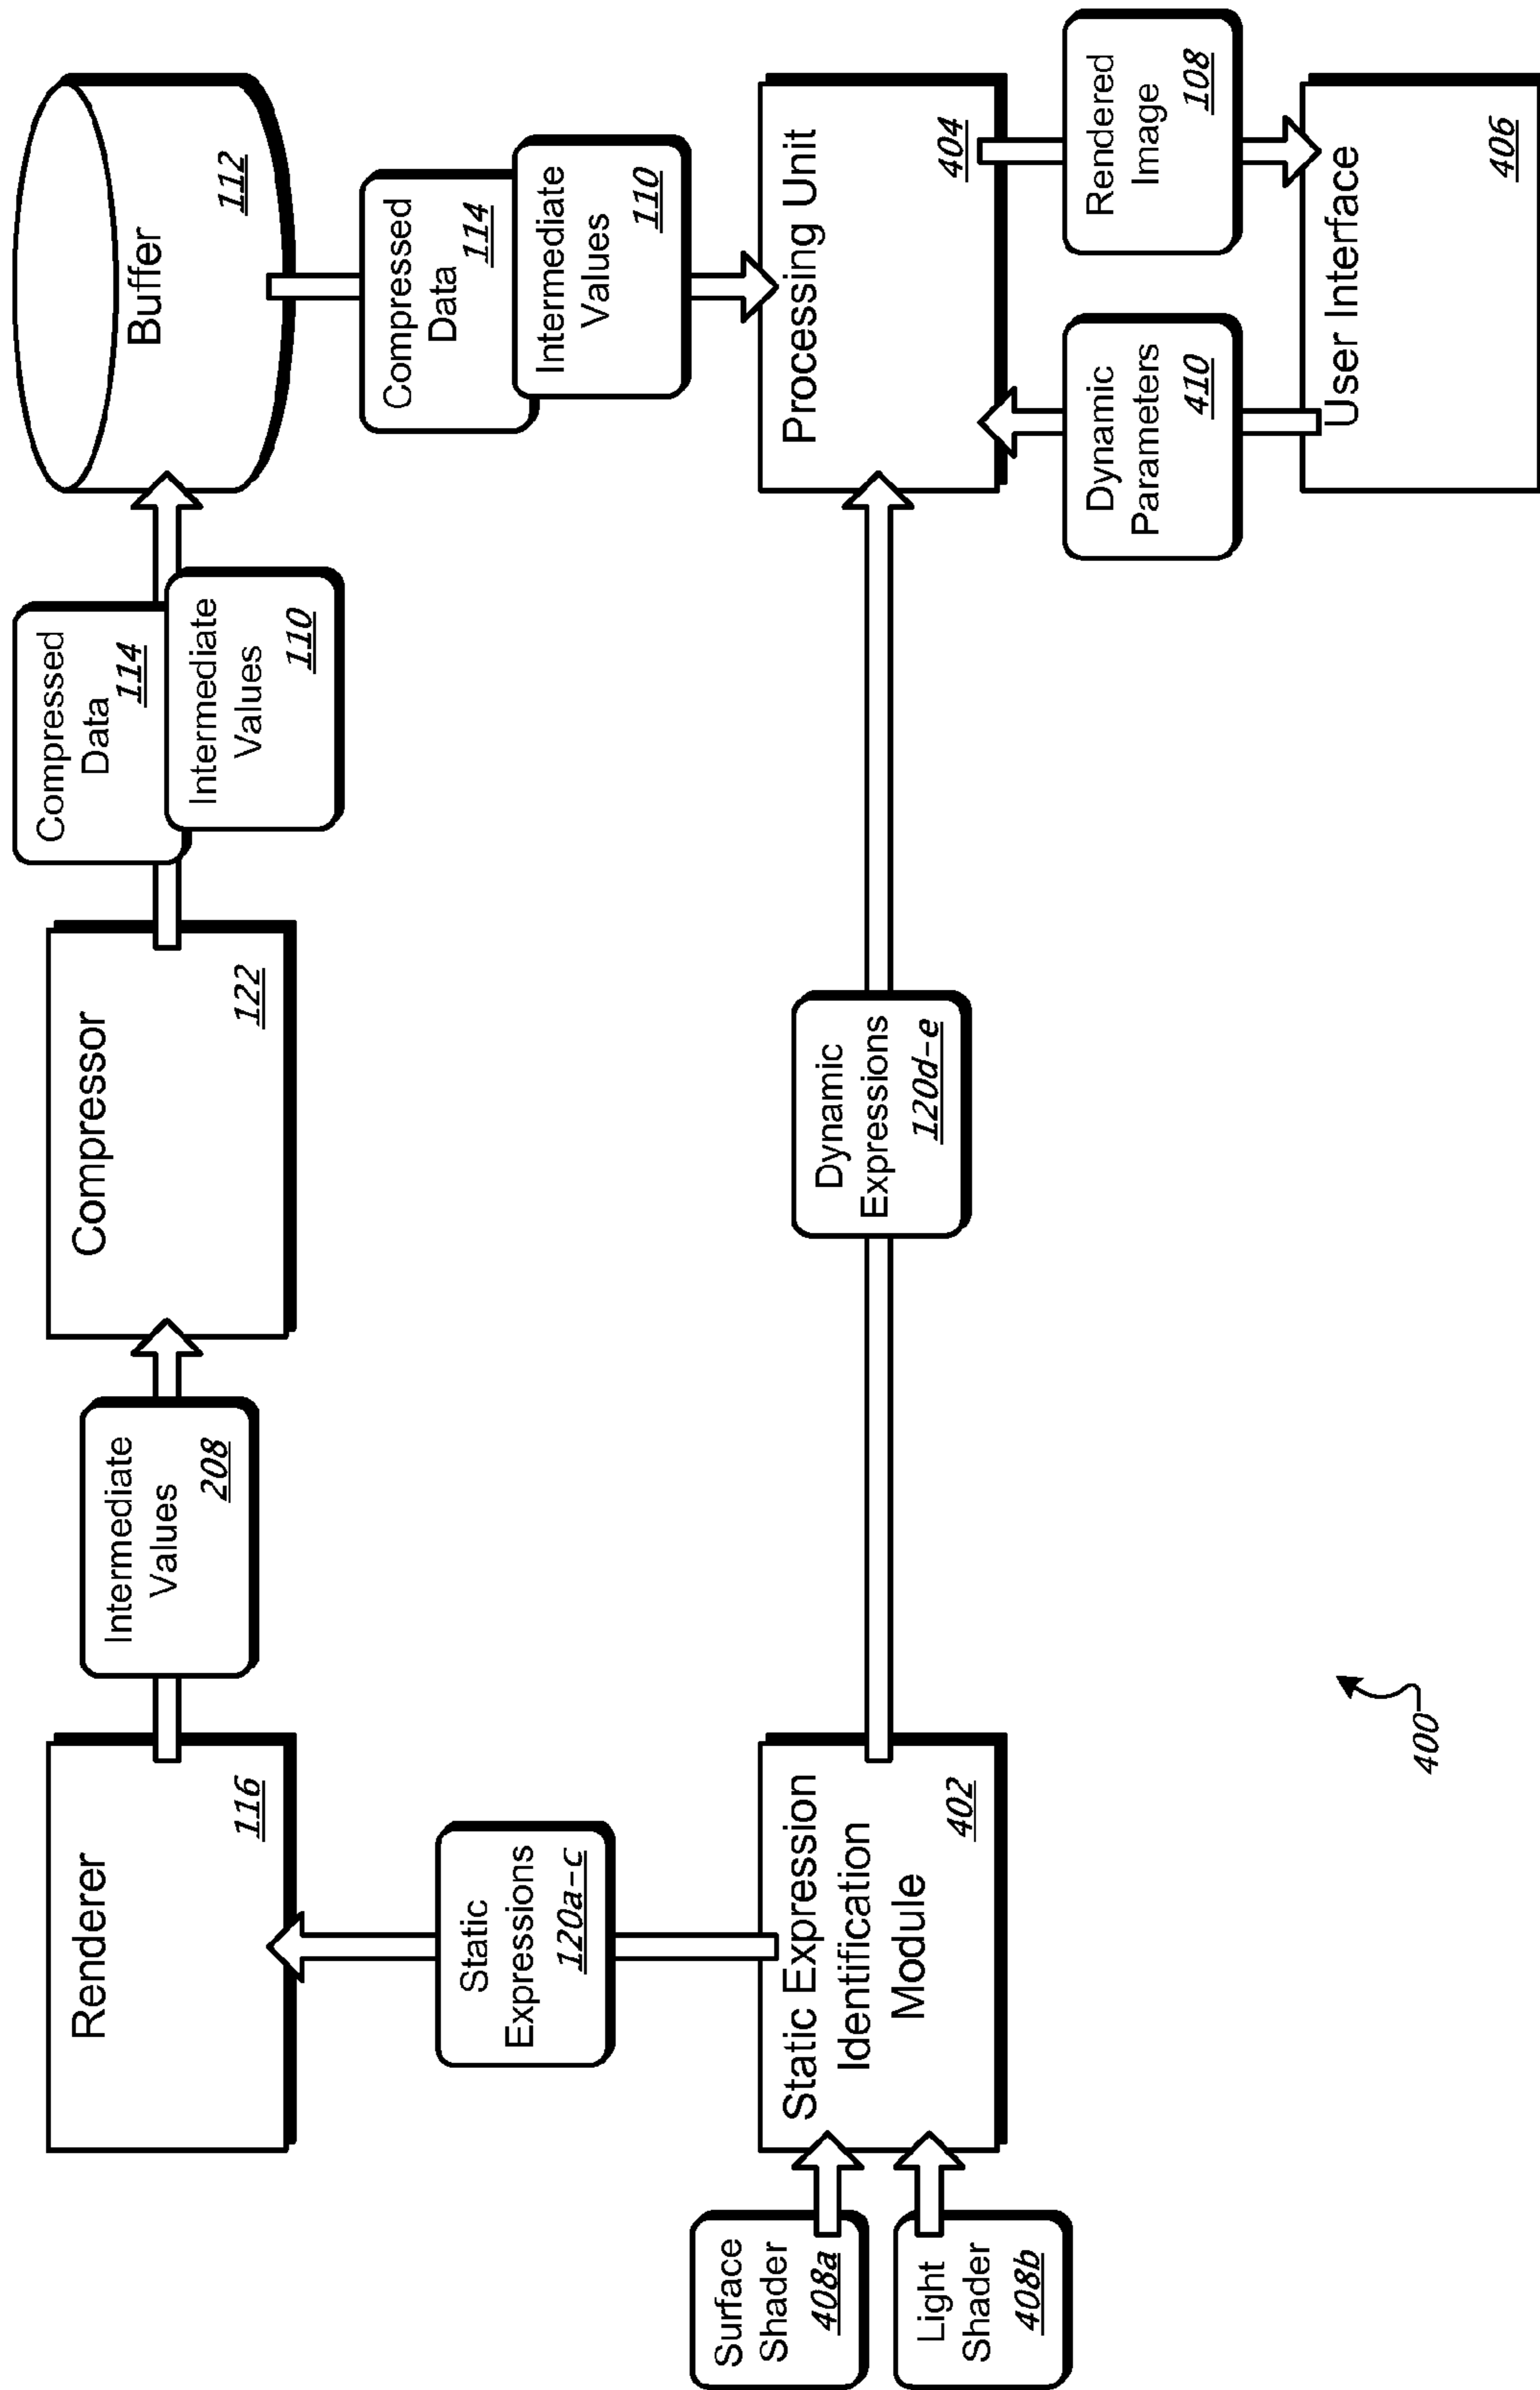 Renderer
116
Intermediate
Values
208
Compressor
122
Compressed
Data
114
Intermediate
Values
110
Buffer
112
Static
Expressions
120a-c
Compressed
Data
114
Intermediate
Values
110
Surface
Shader
408a
Light
Shader
408b
Static Expression
Identification
Module
402
Dynamic
Expressions
120d-e
Processing Unit
404
Dynamic
Parameters
410
Rendered
Image
108
User Interface
406
400